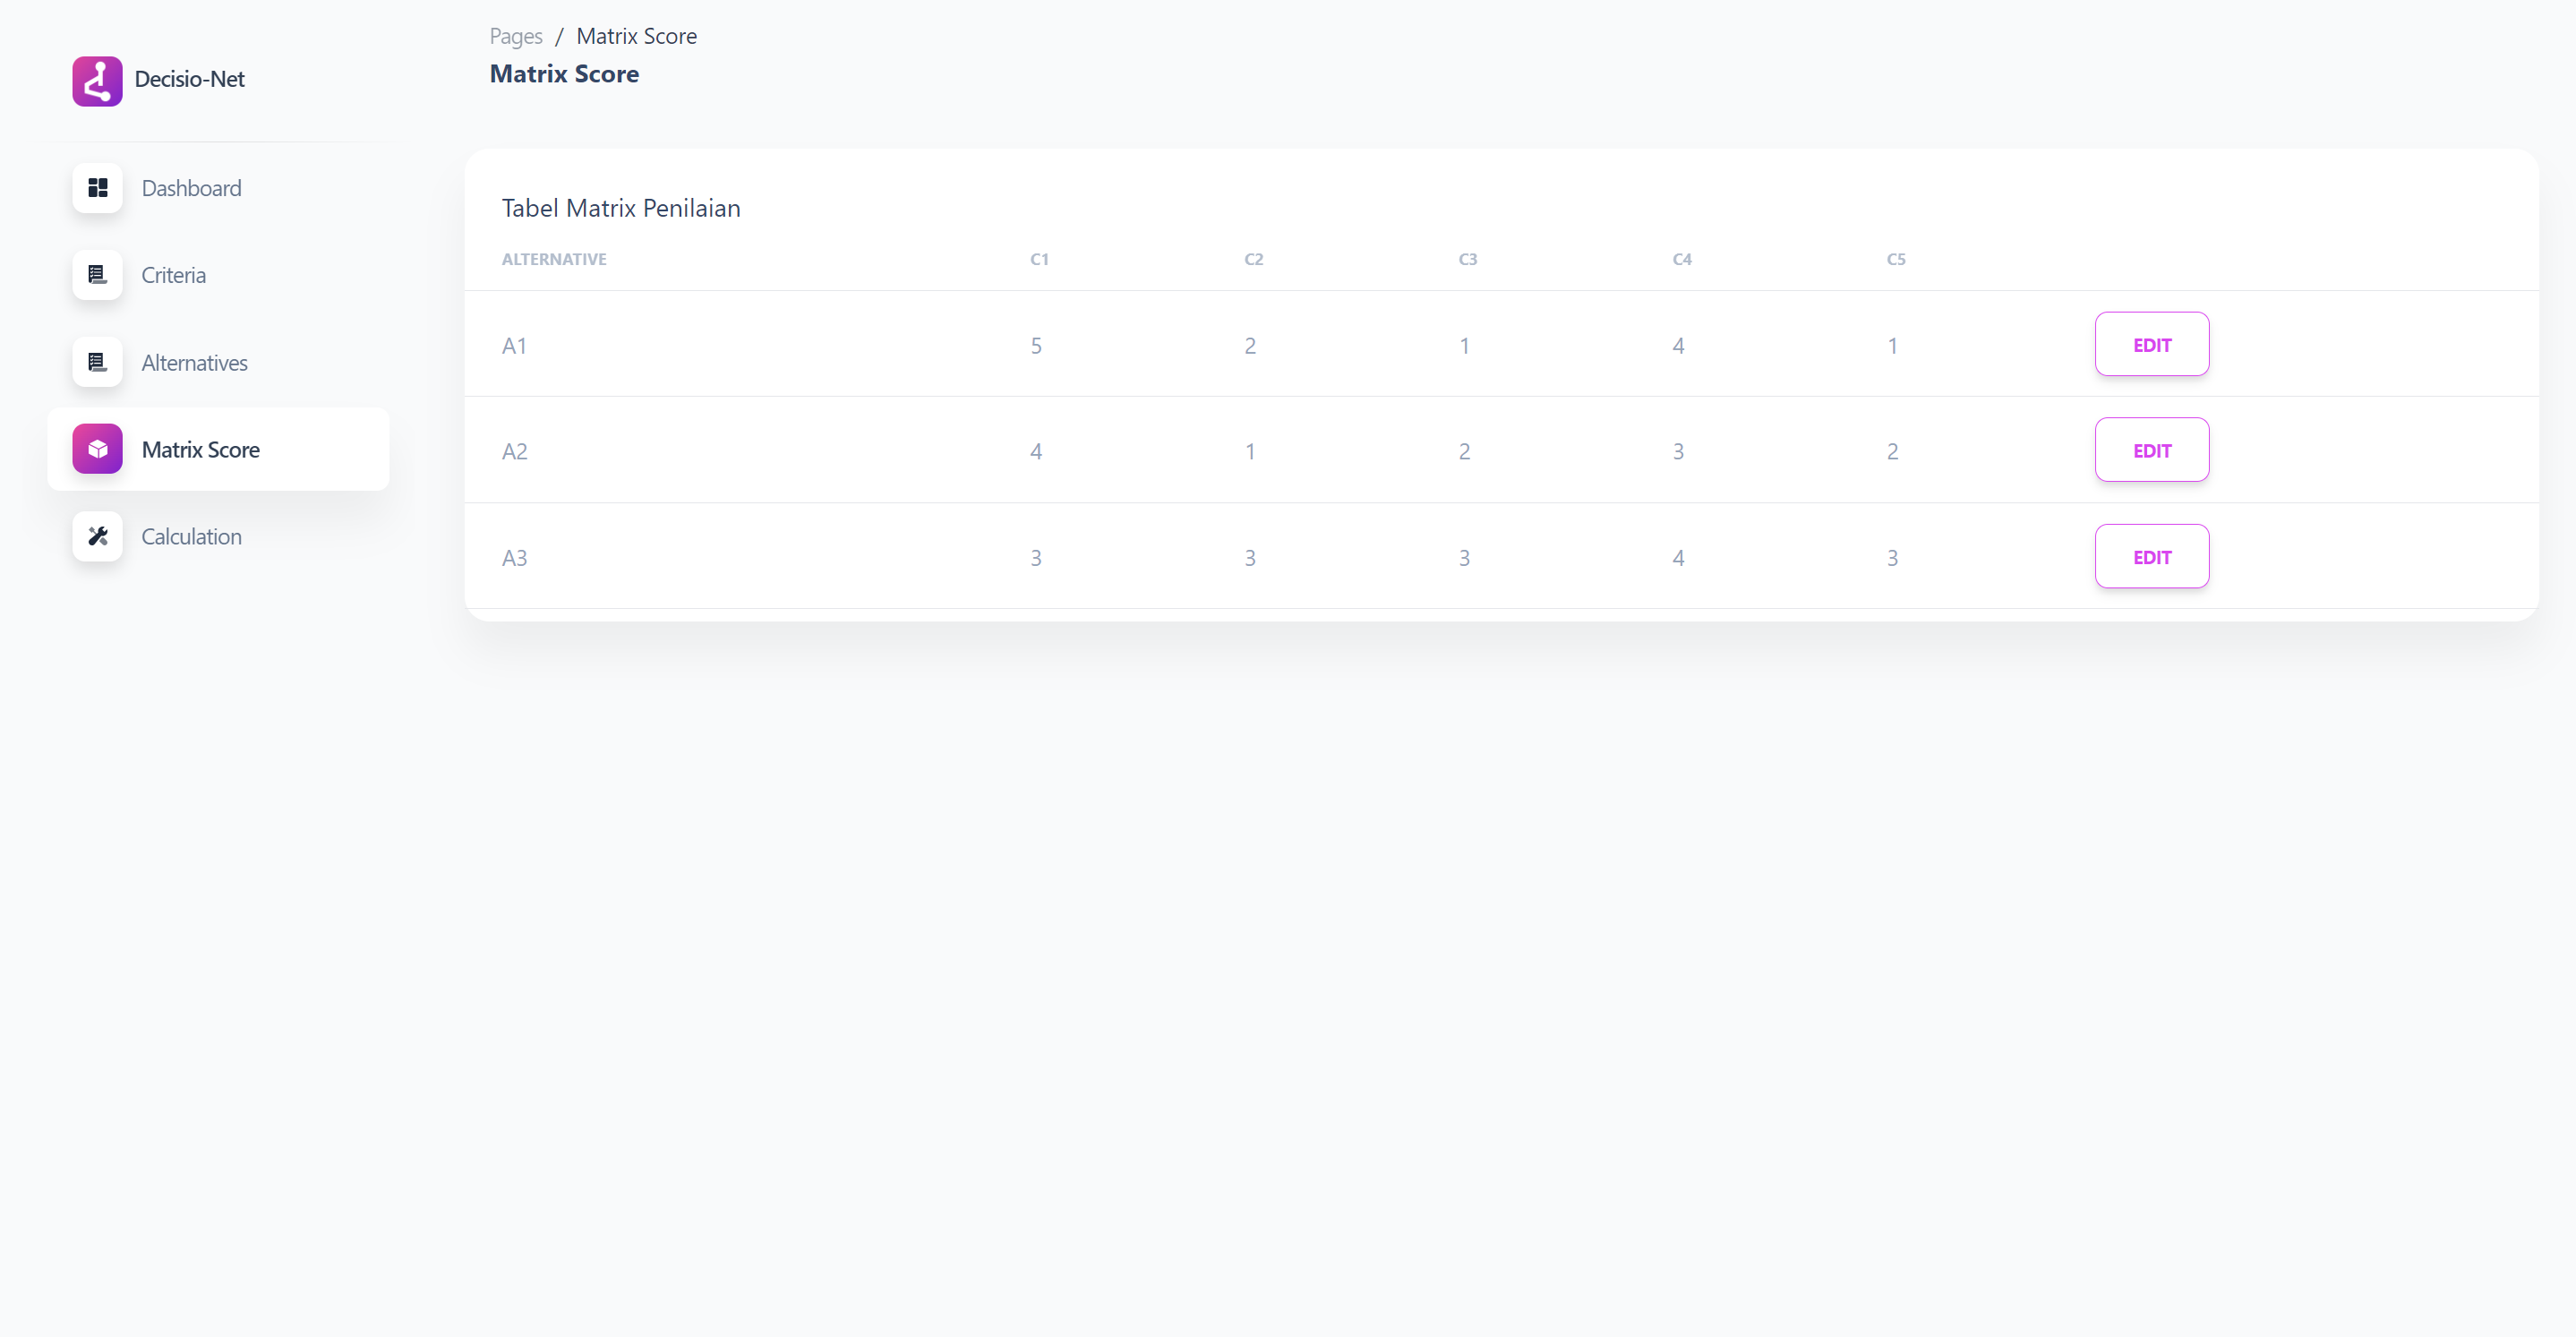 Decisio-Net
Dashboard
Criteria
Alternatives
Matrix Score
Calculation
Pages / Matrix Score
Matrix Score
Tabel Matrix Penilaian
ALTERNATIVE C1 C2 C3 C4 C5
A1 5 2 1 4 1 EDIT
A2 4 1 2 3 2 EDIT
A3 3 3 3 4 3 EDIT